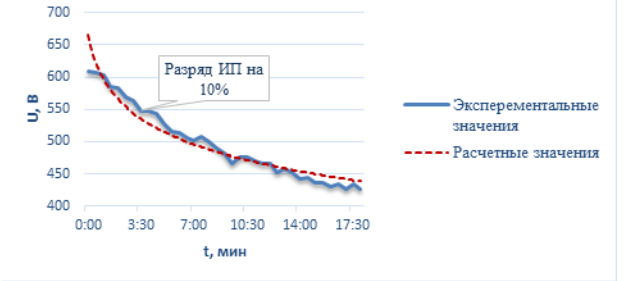 700
650
600
550
500
450
400
U, В
Разряд ИП на
10%
0:00 3:30 7:00 10:30 14:00 17:30
t, мин
Эксперементальные
значения
Расчетные значения